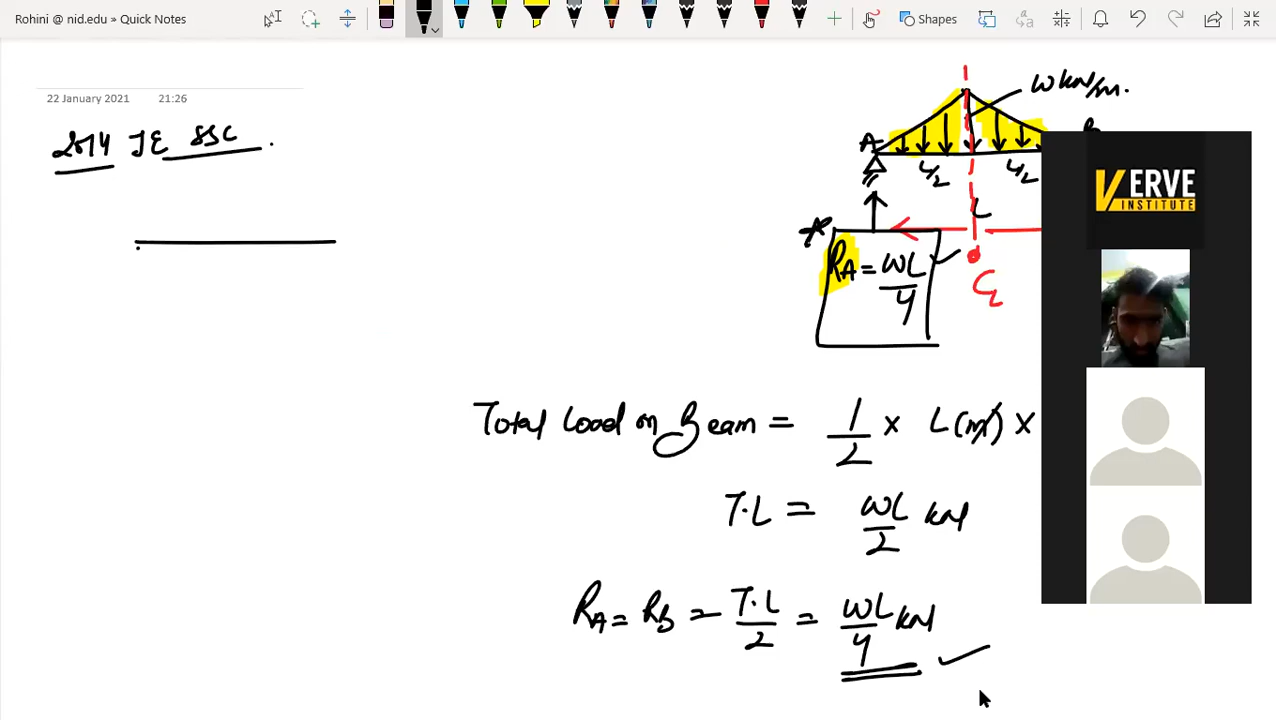 Rohini @ nid.edu » Quick Notes
Shapes
22 January 2021 21:26
2014 JE SSC.
w kN/m.
A
L/2 L/2
L
RA = wL/4
CL
VERVE
INSTITUTE
Total Load on Beam = 1/2 × L(m) ×
T.L = wL/2 kN
RA = RB = T.L/2 = wL/4 kN